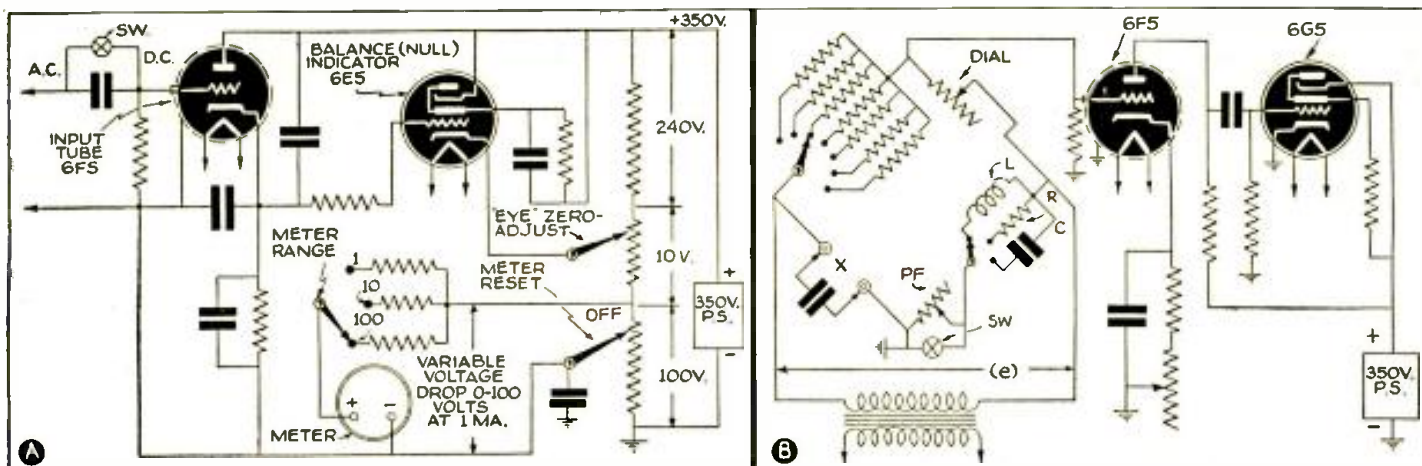 SW.
A.C.
D.C.
INPUT
TUBE
6F5
BALANCE (NULL)
INDICATOR
6E5
+350V.
240V.
"EYE" ZERO-
ADJUST
10V.
METER
RANGE
1
10
100
METER
RESET
OFF
+
350V.
P.S.
-
100V.
VARIABLE
VOLTAGE
DROP 0-100
VOLTS
AT 1 MA.
+ -
METER
A
DIAL
6F5
6G5
L
R
C
X
PF
SW
(e)
+
350V.
P.S.
-
B